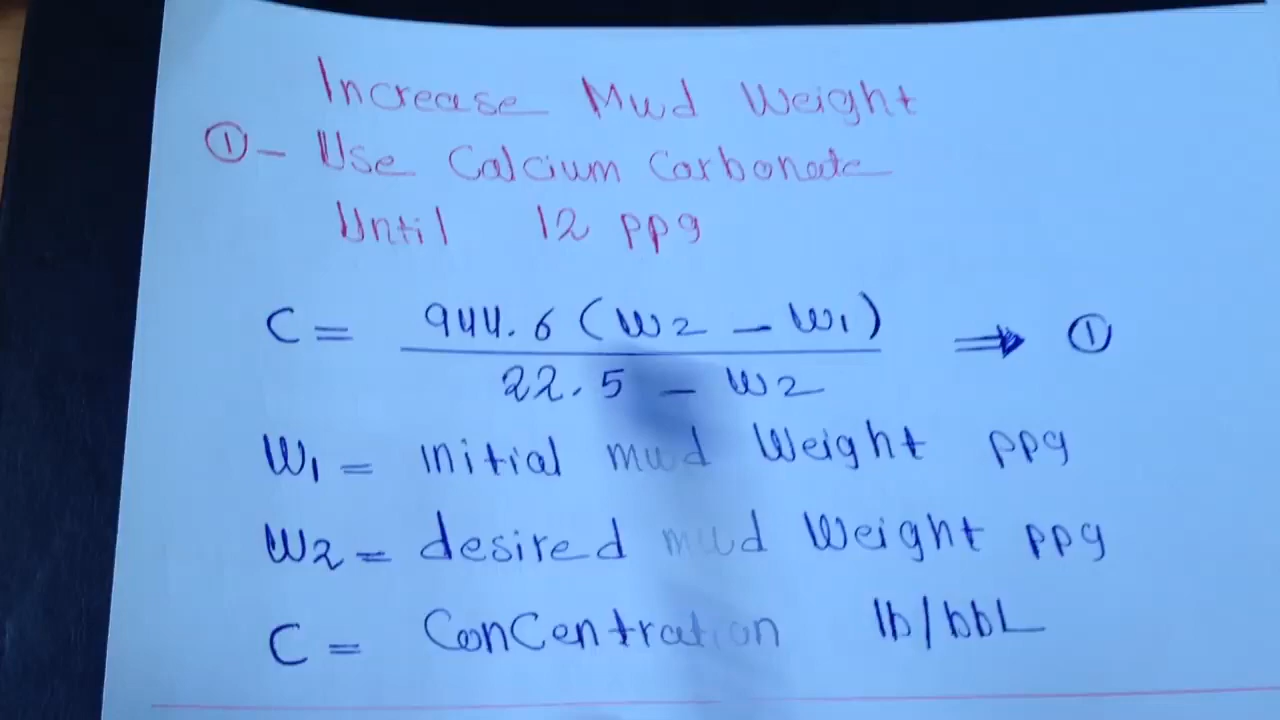 Increase Mud Weight
① - Use Calcium Carbonate
Until 12 ppg
C = 944.6 (W2 - W1) ⇒ ①
22.5 - W2
W1 = initial mud Weight ppg
W2 = desired mud Weight ppg
C = Concentration lb/bbL